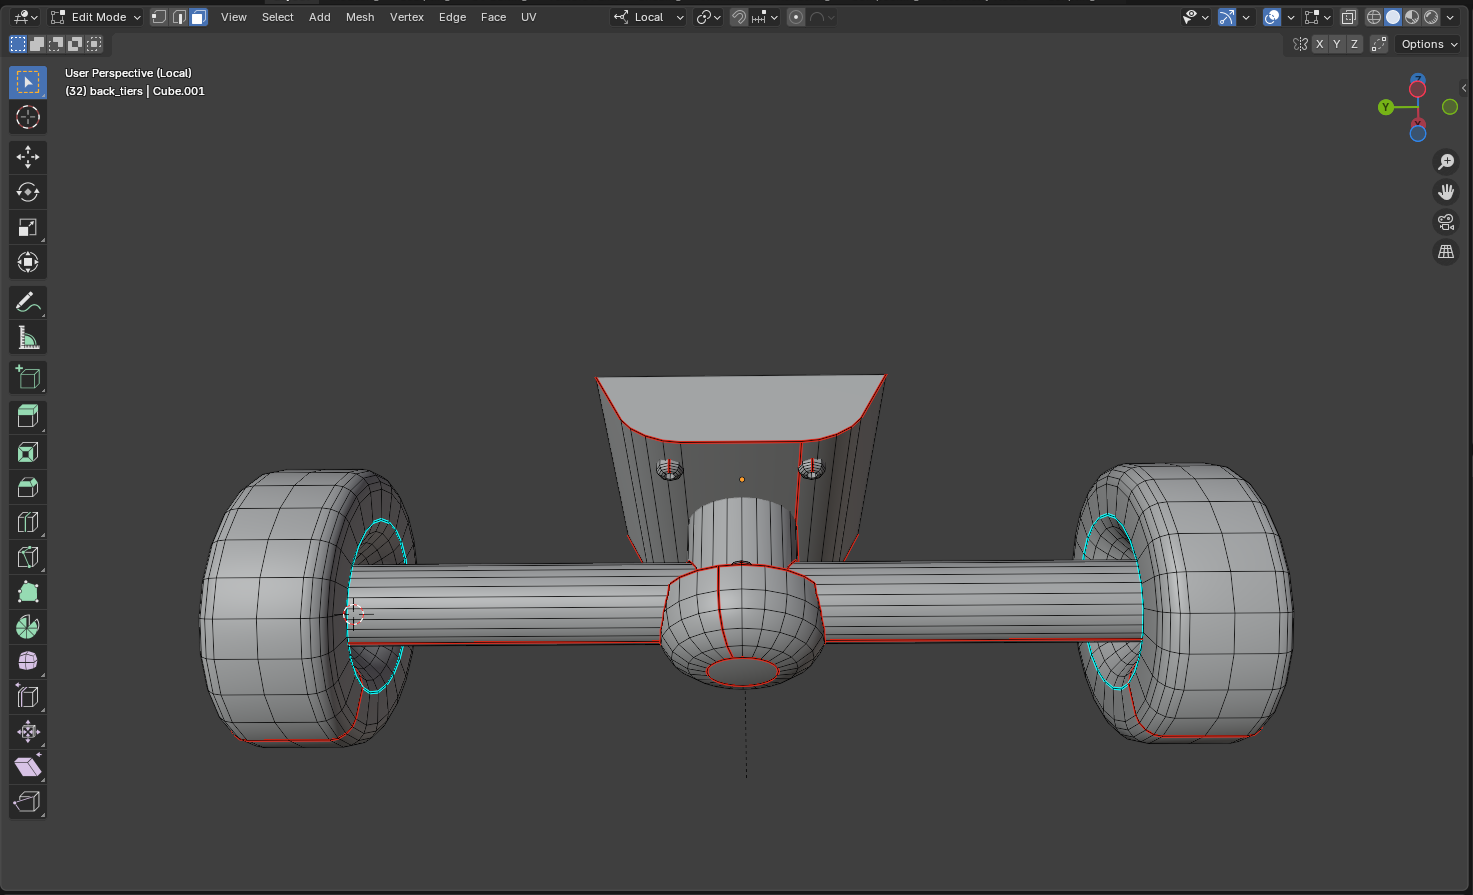 Edit Mode View Select Add Mesh Vertex Edge Face UV Local
X Y Z Options
User Perspective (Local)
(32) back_tiers | Cube.001
Y